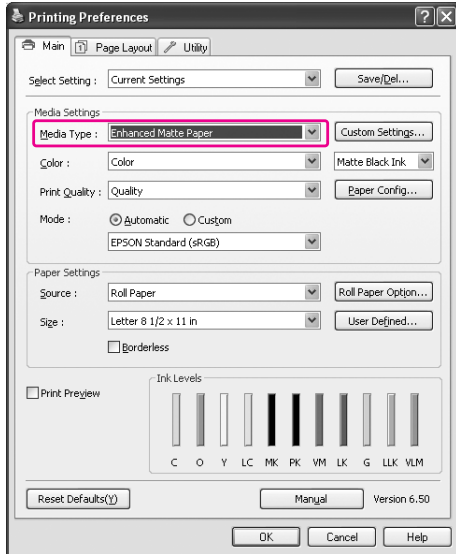 Printing Preferences
Main Page Layout Utility
Select Setting : Current Settings Save/Del...
Media Settings
Media Type : Enhanced Matte Paper Custom Settings...
Color : Color Matte Black Ink
Print Quality : Quality Paper Config...
Mode : Automatic Custom
EPSON Standard (sRGB)
Paper Settings
Source : Roll Paper Roll Paper Option...
Size : Letter 8 1/2 x 11 in User Defined...
Borderless
Print Preview
Ink Levels
C O Y LC MK PK VM LK G LLK VLM
Reset Defaults(Y) Manual Version 6.50
OK Cancel Help